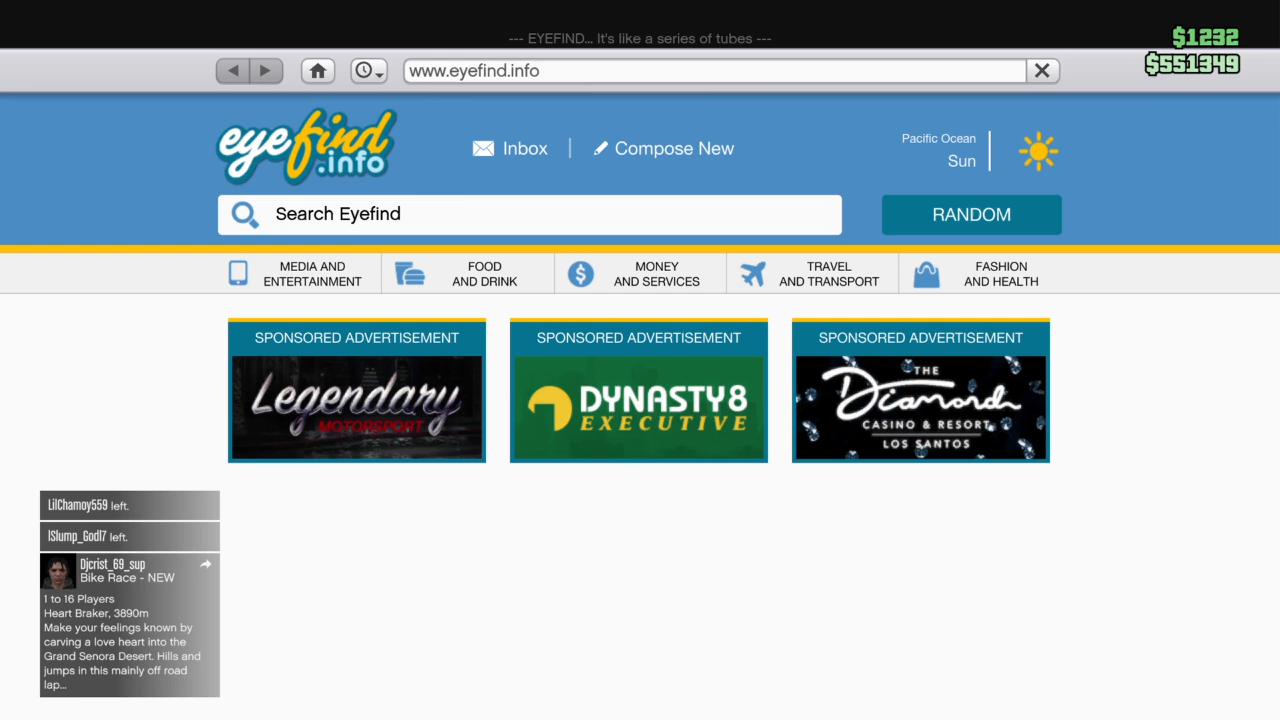 --- EYEFIND... It's like a series of tubes ---
$1232
$551349
www.eyefind.info
eyefind
.info
Inbox
Compose New
Pacific Ocean
Sun
Search Eyefind
RANDOM
MEDIA AND
ENTERTAINMENT
FOOD
AND DRINK
MONEY
AND SERVICES
TRAVEL
AND TRANSPORT
FASHION
AND HEALTH
SPONSORED ADVERTISEMENT
Legendary
MOTORSPORT
SPONSORED ADVERTISEMENT
DYNASTY8
EXECUTIVE
SPONSORED ADVERTISEMENT
THE
Diamond
CASINO & RESORT
LOS SANTOS
LilChamoy559 left.
lSlump_Godl7 left.
Djcrist_69_sup
Bike Race - NEW
1 to 16 Players
Heart Braker, 3890m
Make your feelings known by
carving a love heart into the
Grand Senora Desert. Hills and
jumps in this mainly off road
lap...